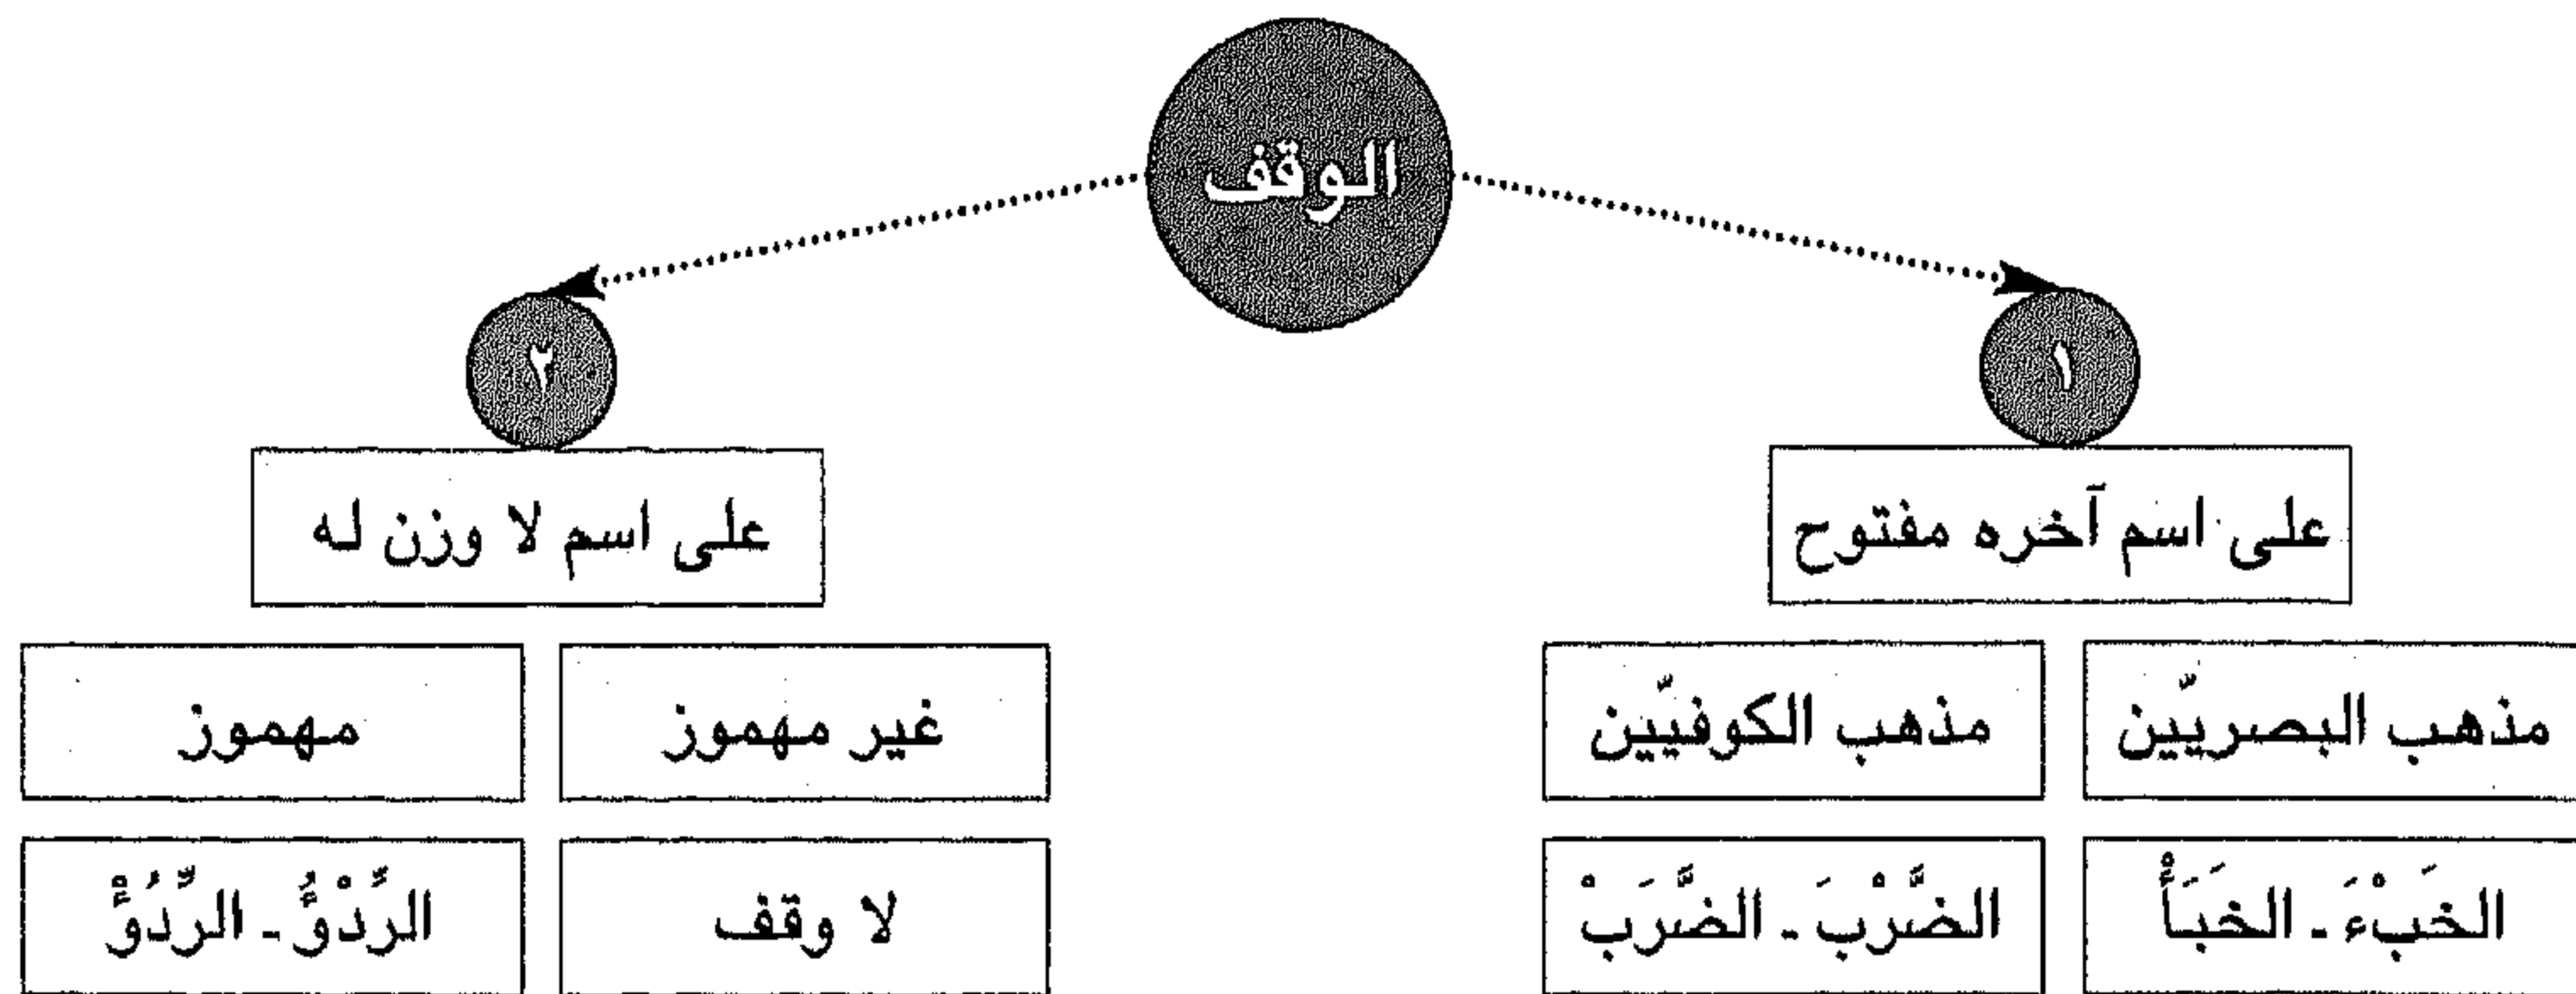 الوقف
١
٢
على اسم آخره مفتوح
على اسم لا وزن له
مذهب البصريّين
مذهب الكوفيّين
غير مهموز
مهموز
الخَبْءَ - الخَبَأْ
الضَّرْبَ - الضَّرَبْ
لا وقف
الرِّدْؤُ - الرِّدُؤْ